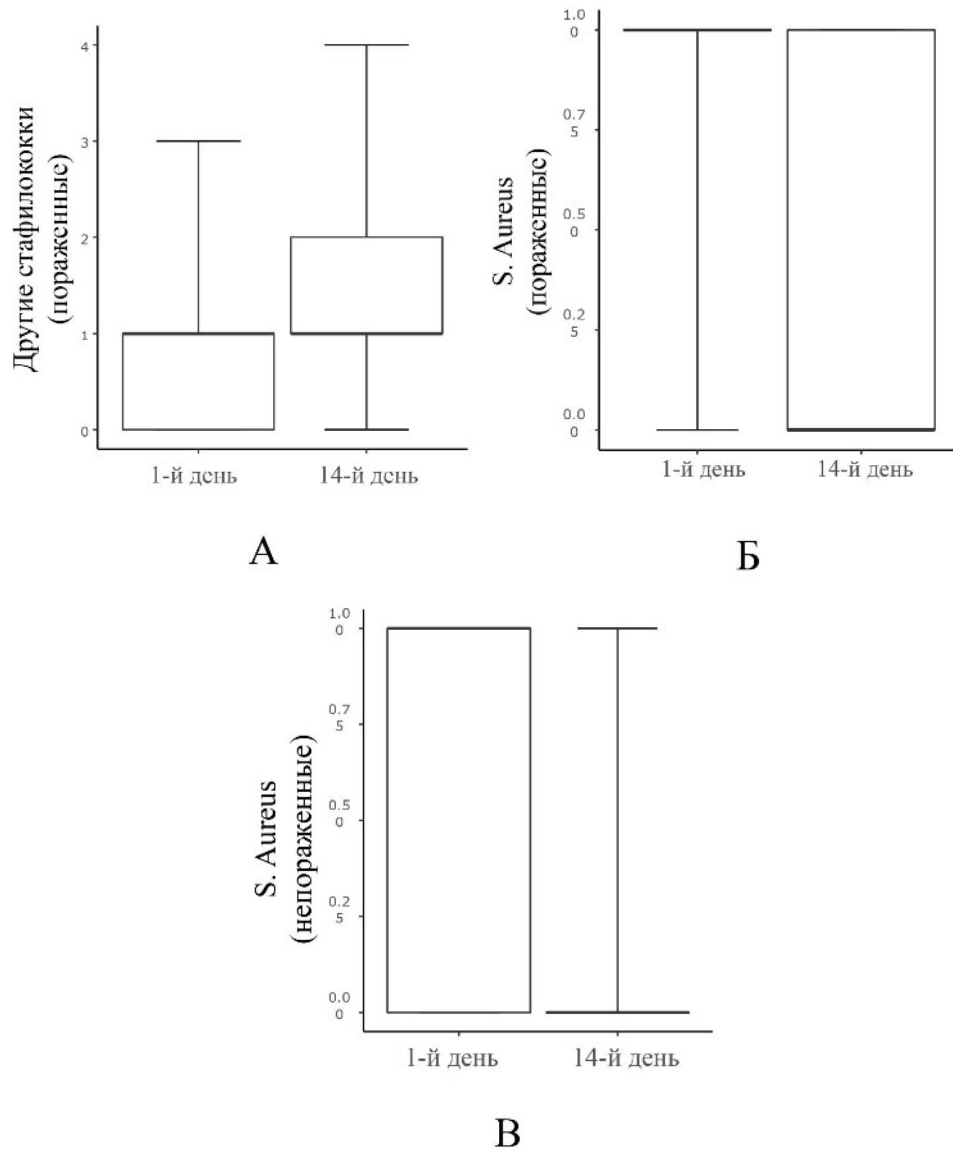 Другие стафилококки
(пораженные)
4
3
2
1
0
1-й день
14-й день
А
S. Aureus
(пораженные)
1.0
0
0.7
5
0.5
0
0.2
5
0.0
0
1-й день
14-й день
Б
S. Aureus
(непораженные)
1.0
0
0.7
5
0.5
0
0.2
5
0.0
0
1-й день
14-й день
В